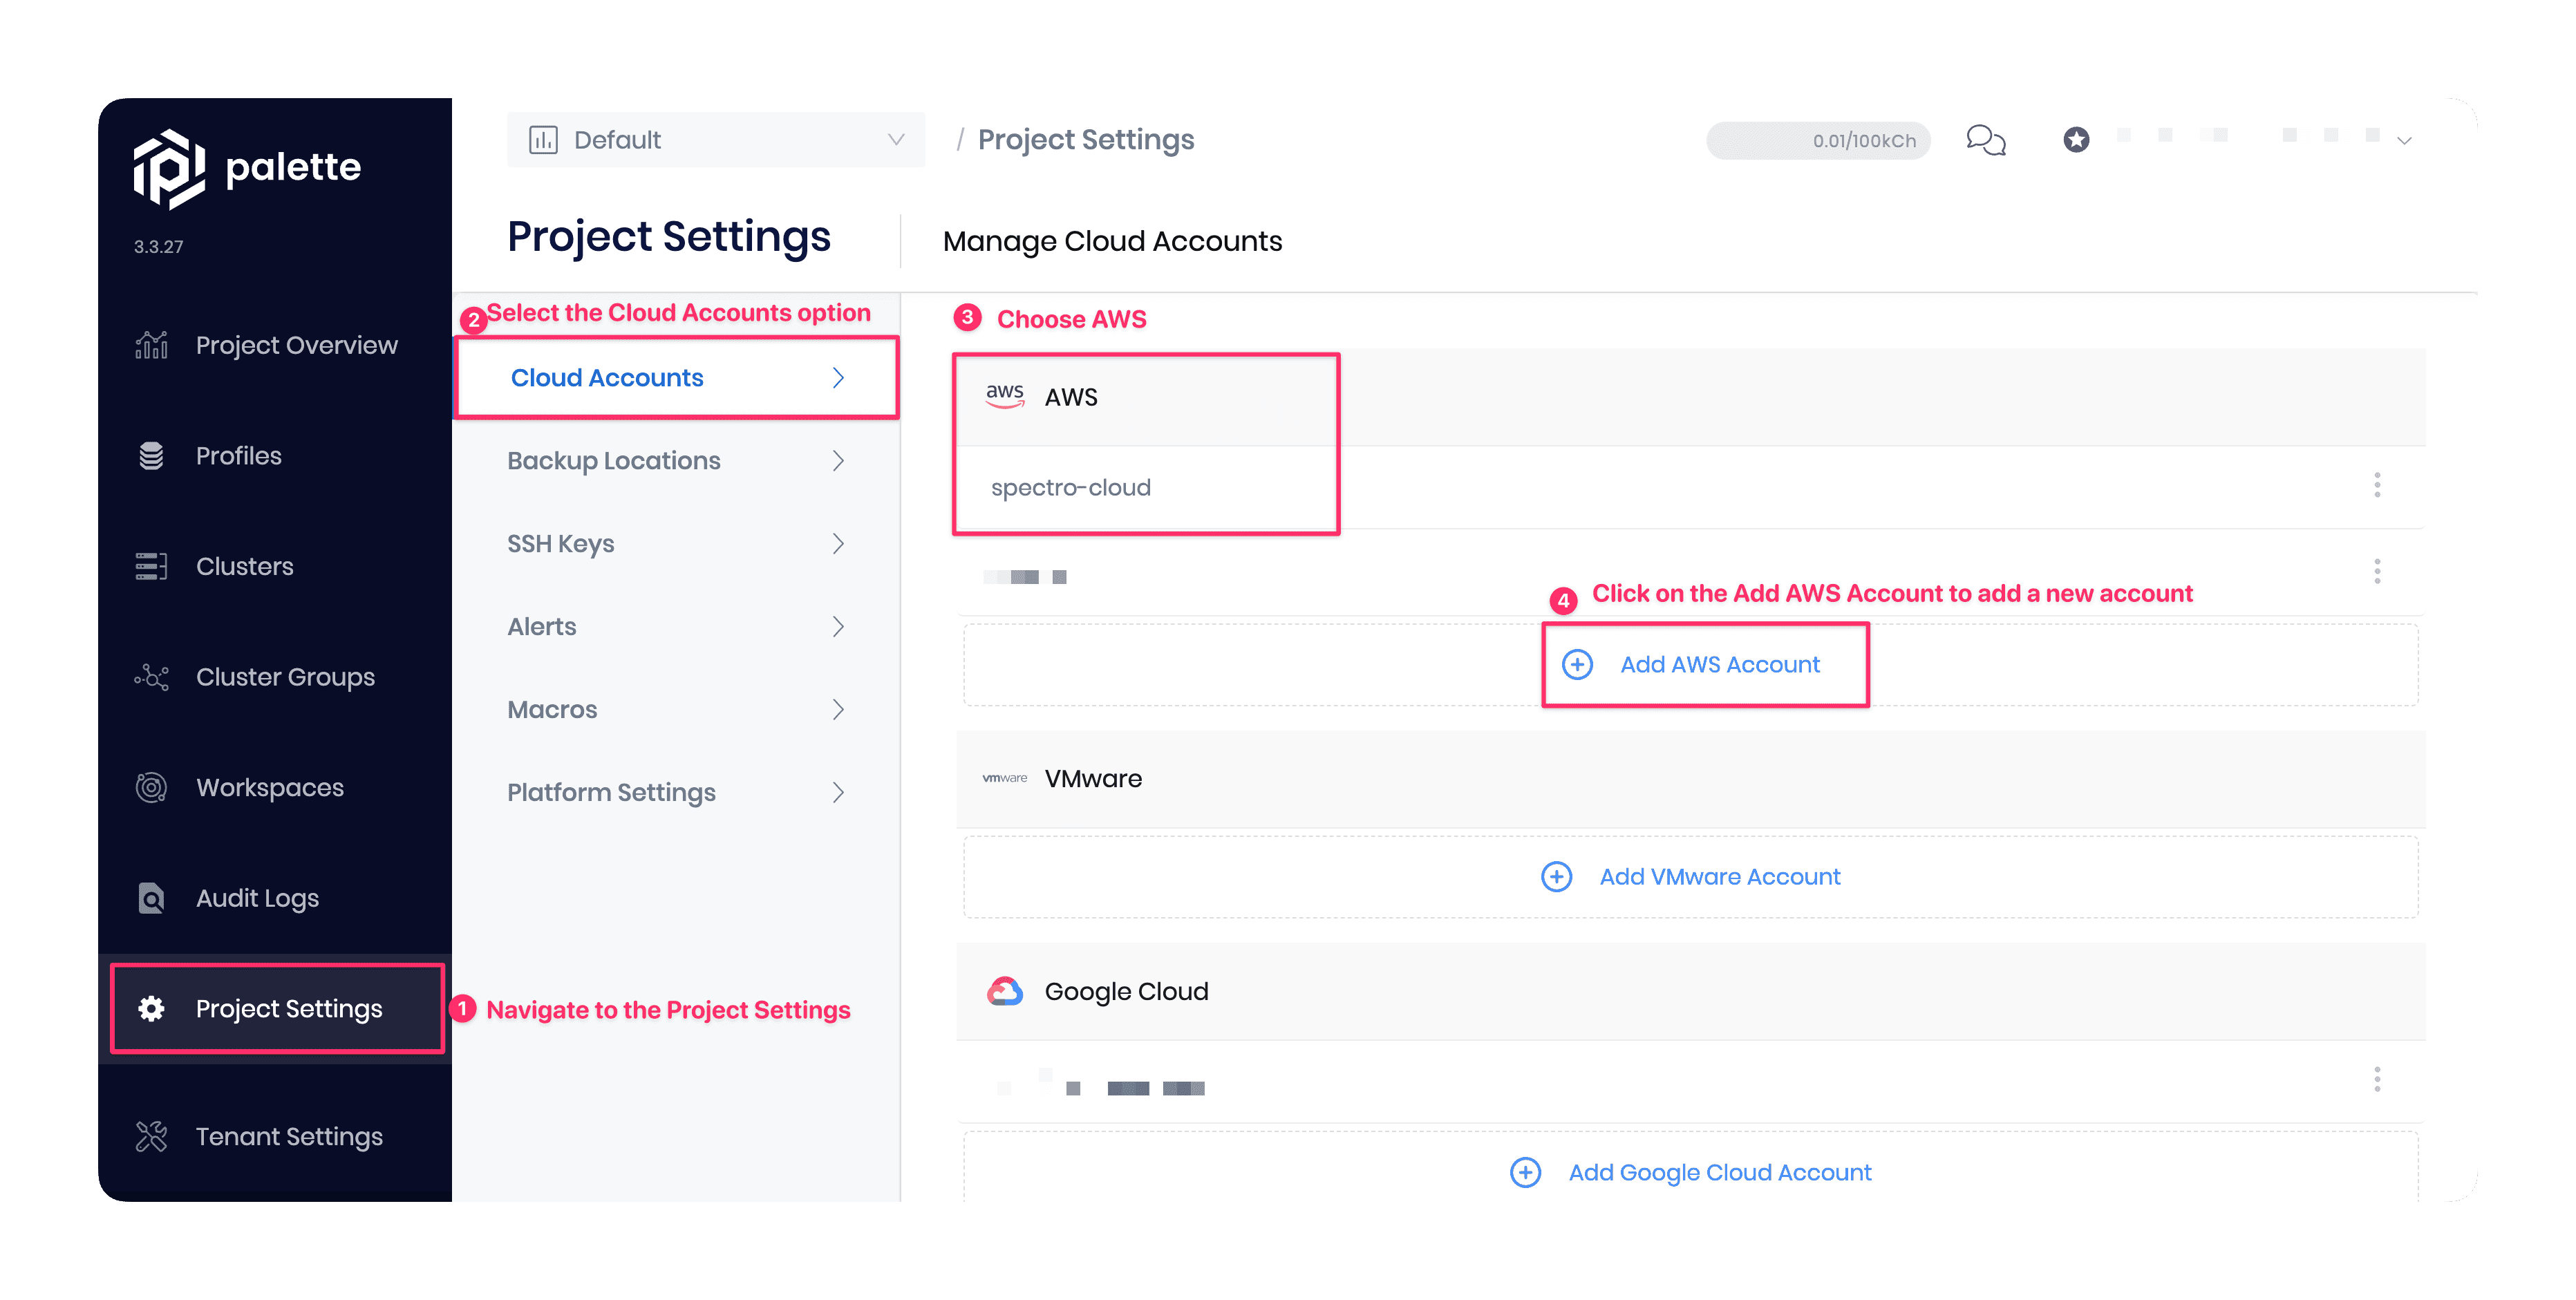 palette
3.3.27
Project Overview
Profiles
Clusters
Cluster Groups
Workspaces
Audit Logs
Project Settings
Tenant Settings
1 Navigate to the Project Settings
Default
/ Project Settings
0.01/100kCh
Project Settings
Manage Cloud Accounts
2 Select the Cloud Accounts option
Cloud Accounts
Backup Locations
SSH Keys
Alerts
Macros
Platform Settings
3 Choose AWS
aws AWS
spectro-cloud
4 Click on the Add AWS Account to add a new account
Add AWS Account
vmware VMware
Add VMware Account
Google Cloud
Add Google Cloud Account